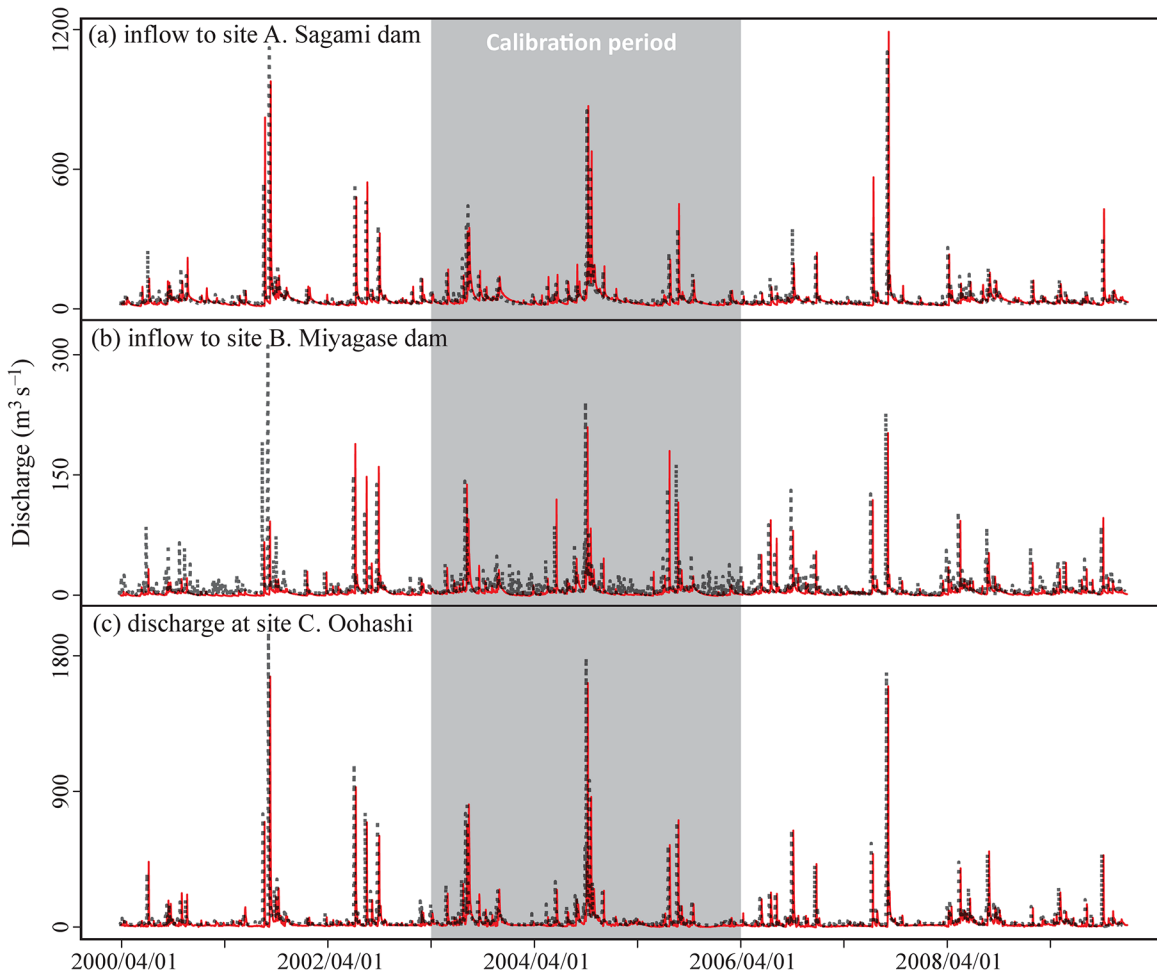 1200
(a) inflow to site A. Sagami dam
Calibration period
600
0
300
(b) inflow to site B. Miyagase dam
Discharge (m³ s⁻¹)
150
0
(c) discharge at site C. Oohashi
1800
900
0
2000/04/01 2002/04/01 2004/04/01 2006/04/01 2008/04/01